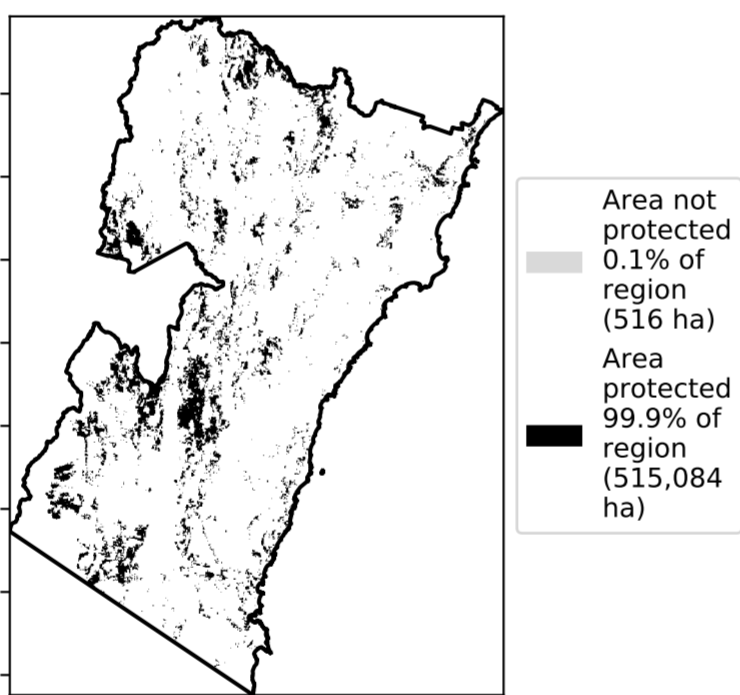 Area not
protected
0.1% of
region
(516 ha)
Area
protected
99.9% of
region
(515,084
ha)